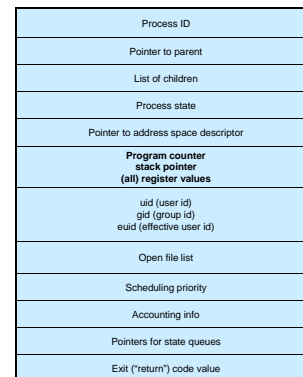 Process ID
Pointer to parent
List of children
Process state
Pointer to address space descriptor
Program counter
stack pointer
(all) register values
uid (user id)
gid (group id)
euid (effective user id)
Open file list
Scheduling priority
Accounting info
Pointers for state queues
Exit ("return") code value